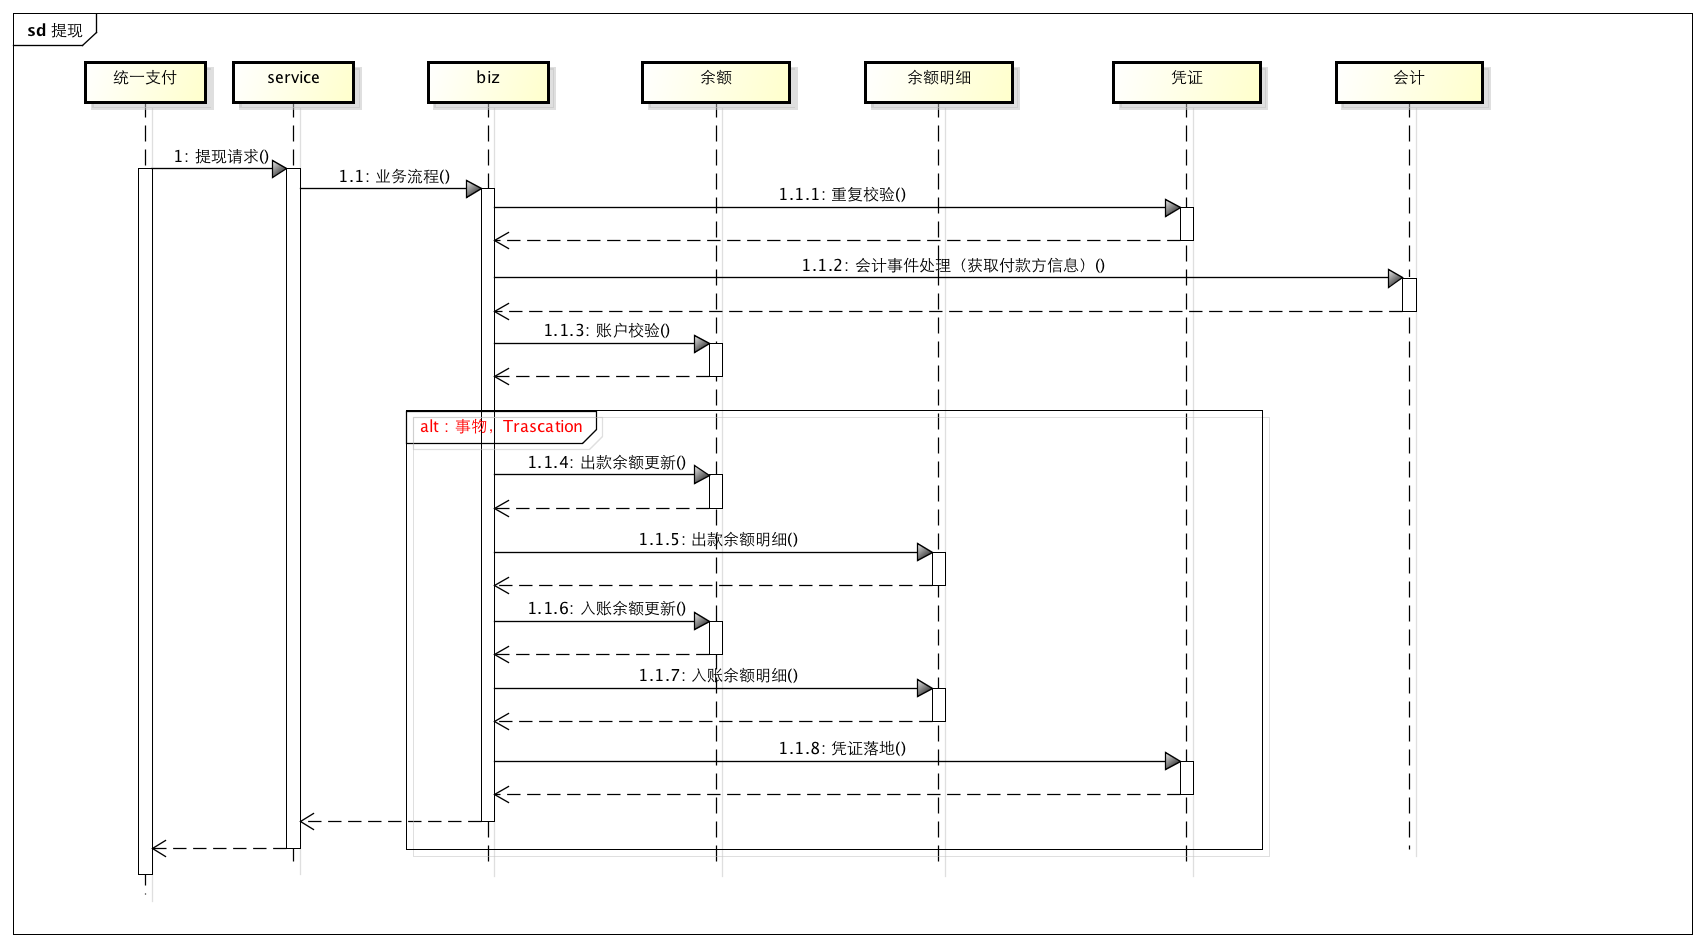 sd 提现
统一支付
service
biz
余额
余额明细
凭证
会计
1: 提现请求()
1.1: 业务流程()
1.1.1: 重复校验()
1.1.2: 会计事件处理（获取付款方信息）()
1.1.3: 账户校验()
alt : 事物，Trascation
1.1.4: 出款余额更新()
1.1.5: 出款余额明细()
1.1.6: 入账余额更新()
1.1.7: 入账余额明细()
1.1.8: 凭证落地()